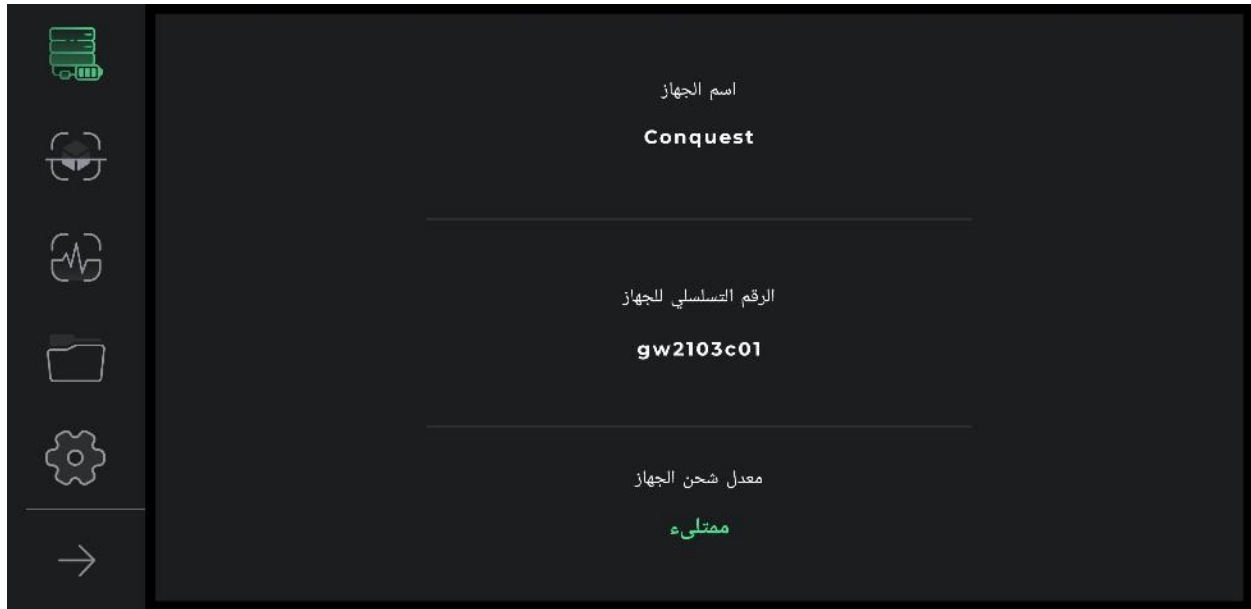 اسم الجهاز
Conquest
الرقم التسلسلي للجهاز
gw2103c01
معدل شحن الجهاز
ممتلىء